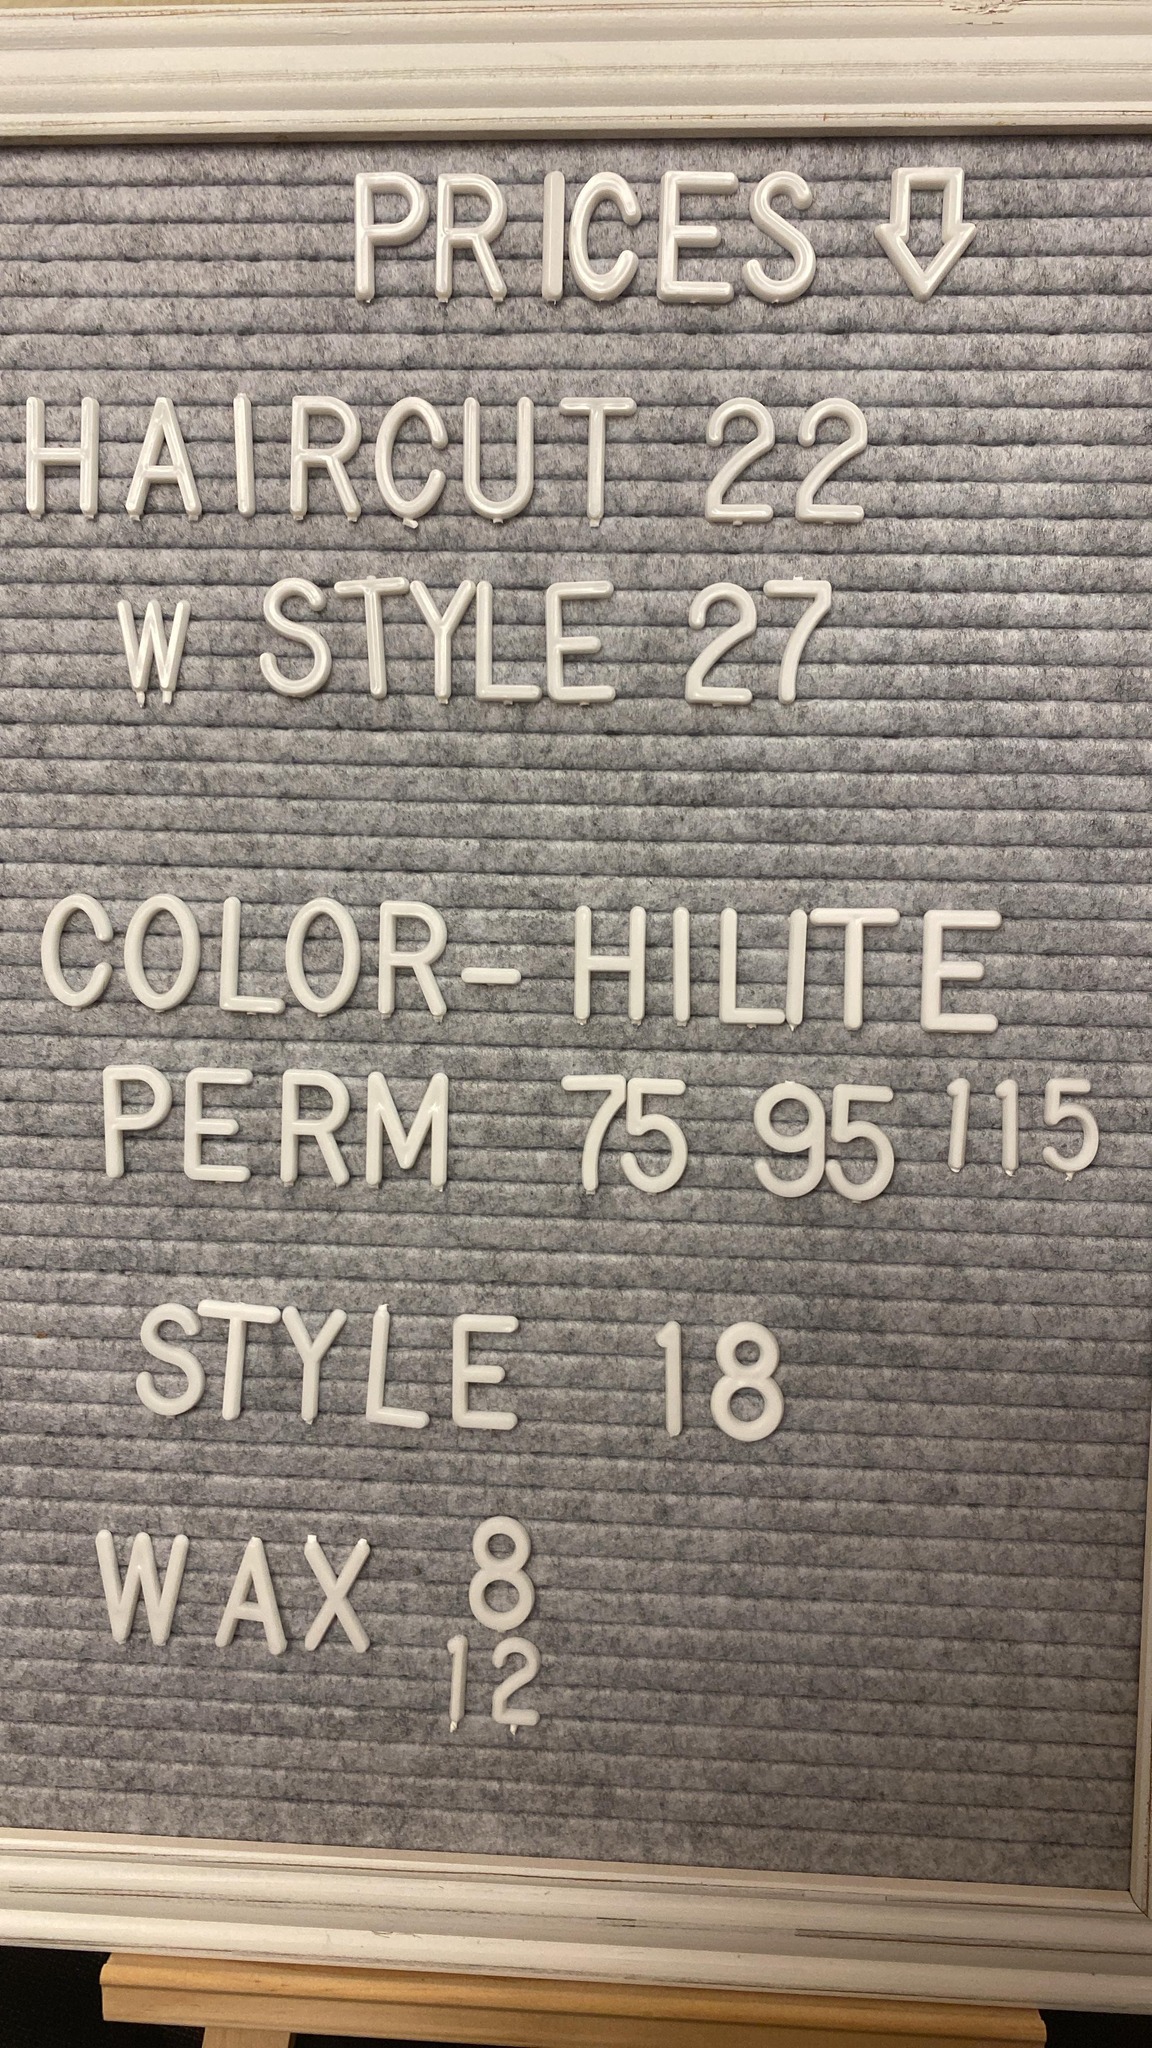 PRICES
HAIRCUT 22
W STYLE 27
COLOR- HILITE
PERM 75 95 115
STYLE 18
WAX 8
12